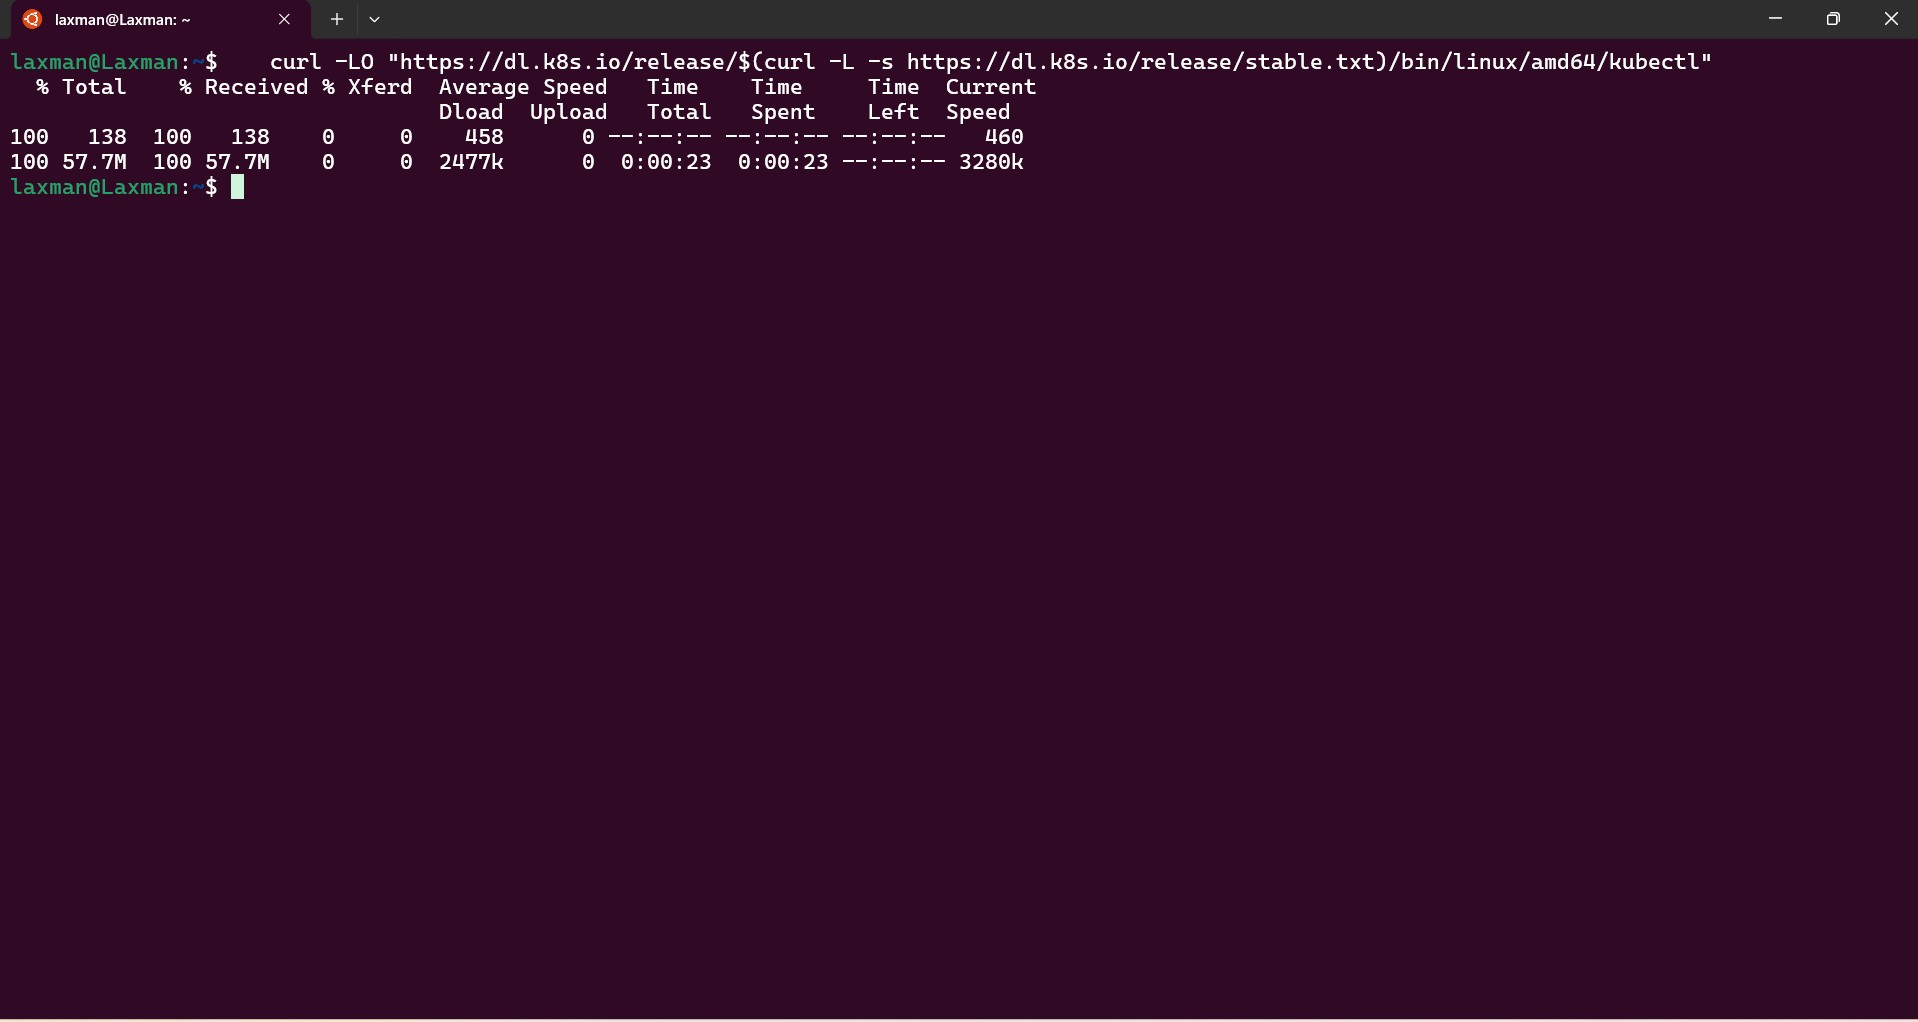 laxman@Laxman: ~
laxman@Laxman:~$    curl -LO "https://dl.k8s.io/release/$(curl -L -s https://dl.k8s.io/release/stable.txt)/bin/linux/amd64/kubectl"
  % Total    % Received % Xferd  Average Speed   Time    Time     Time  Current
                                 Dload  Upload   Total   Spent    Left  Speed
100   138  100   138    0     0    458      0 --:--:-- --:--:-- --:--:--   460
100 57.7M  100 57.7M    0     0  2477k      0  0:00:23  0:00:23 --:--:-- 3280k
laxman@Laxman:~$